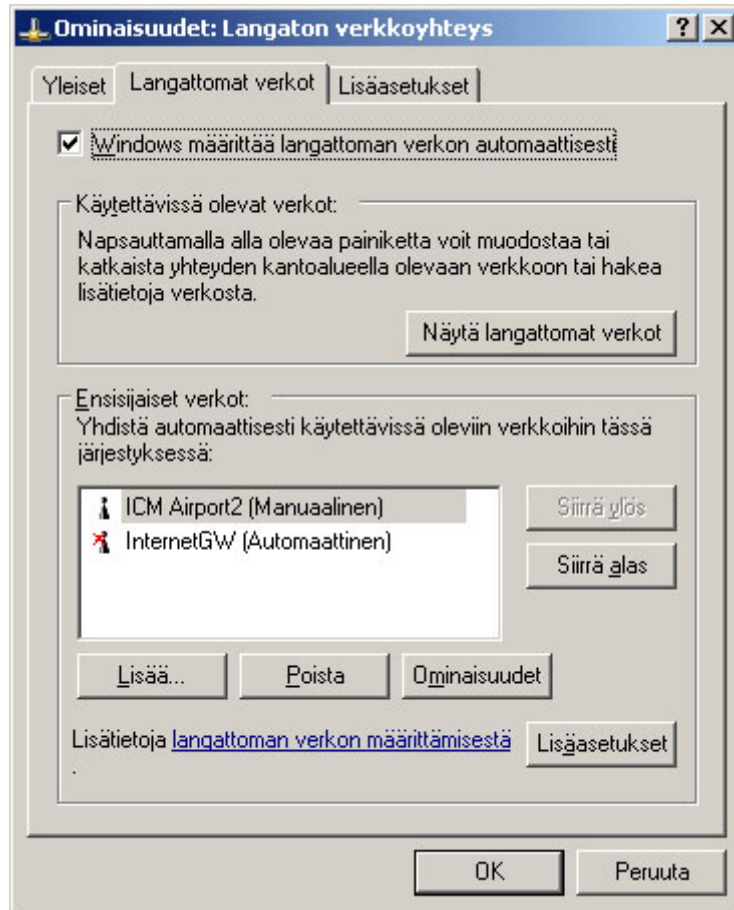 Ominaisuudet: Langaton verkkoyhteys
Yleiset
Langattomat verkot
Lisäasetukset
Windows määrittää langattoman verkon automaattisesti
Käytettävissä olevat verkot:
Napsauttamalla alla olevaa painiketta voit muodostaa tai
katkaista yhteyden kantoalueella olevaan verkkoon tai hakea
lisätietoja verkosta.
Näytä langattomat verkot
Ensisijaiset verkot:
Yhdistä automaattisesti käytettävissä oleviin verkkoihin tässä
järjestyksessä:
ICM Airport2 (Manuaalinen)
InternetGW (Automaattinen)
Siirrä ylös
Siirrä alas
Lisää...
Poista
Ominaisuudet
Lisätietoja langattoman verkon määrittämisestä
.
Lisäasetukset
OK
Peruuta